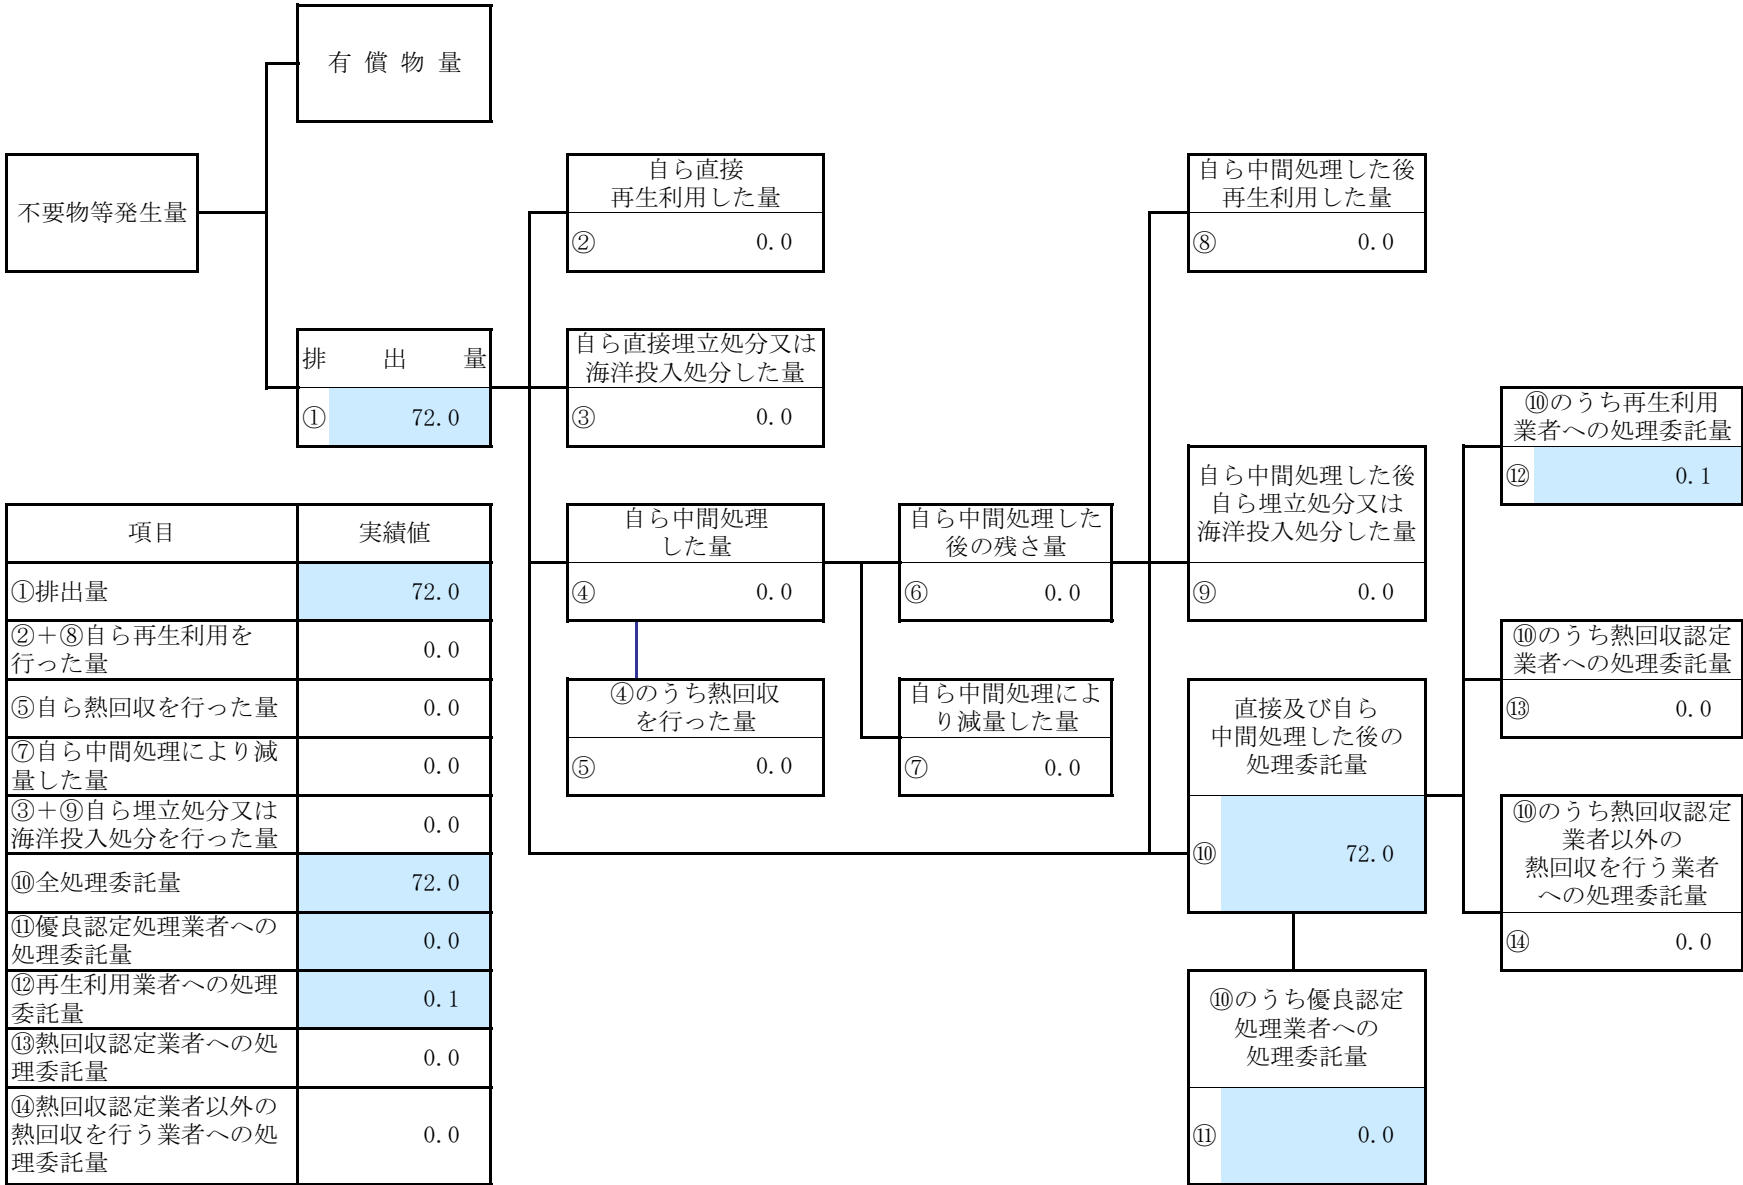 有 償 物 量
不要物等発生量
排 出 量
① 72.0
自ら直接
再生利用した量
② 0.0
自ら直接埋立処分又は
海洋投入処分した量
③ 0.0
自ら中間処理
した量
④ 0.0
④のうち熱回収
を行った量
⑤ 0.0
自ら中間処理した
後の残さ量
⑥ 0.0
自ら中間処理によ
り減量した量
⑦ 0.0
自ら中間処理した後
再生利用した量
⑧ 0.0
自ら中間処理した後
自ら埋立処分又は
海洋投入処分した量
⑨ 0.0
直接及び自ら
中間処理した後の
処理委託量
⑩ 72.0
⑩のうち優良認定
処理業者への
処理委託量
⑪ 0.0
⑩のうち再生利用
業者への処理委託量
⑫ 0.1
⑩のうち熱回収認定
業者への処理委託量
⑬ 0.0
⑩のうち熱回収認定
業者以外の
熱回収を行う業者
への処理委託量
⑭ 0.0
項目 実績値
①排出量 72.0
②＋⑧自ら再生利用を
行った量 0.0
⑤自ら熱回収を行った量 0.0
⑦自ら中間処理により減
量した量 0.0
③＋⑨自ら埋立処分又は
海洋投入処分を行った量 0.0
⑩全処理委託量 72.0
⑪優良認定処理業者への
処理委託量 0.0
⑫再生利用業者への処理
委託量 0.1
⑬熱回収認定業者への処
理委託量 0.0
⑭熱回収認定業者以外の
熱回収を行う業者への処
理委託量 0.0